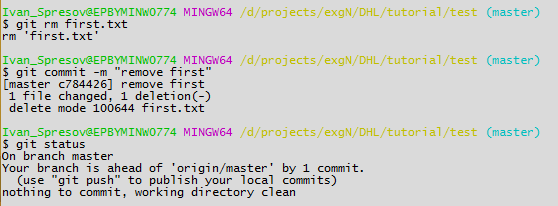 Ivan_Spresov@EPBYMINW0774 MINGW64 /d/projects/exgN/DHL/tutorial/test (master)
$ git rm first.txt
rm 'first.txt'
Ivan_Spresov@EPBYMINW0774 MINGW64 /d/projects/exgN/DHL/tutorial/test (master)
$ git commit -m "remove first"
[master c784426] remove first
 1 file changed, 1 deletion(-)
 delete mode 100644 first.txt
Ivan_Spresov@EPBYMINW0774 MINGW64 /d/projects/exgN/DHL/tutorial/test (master)
$ git status
On branch master
Your branch is ahead of 'origin/master' by 1 commit.
  (use "git push" to publish your local commits)
nothing to commit, working directory clean